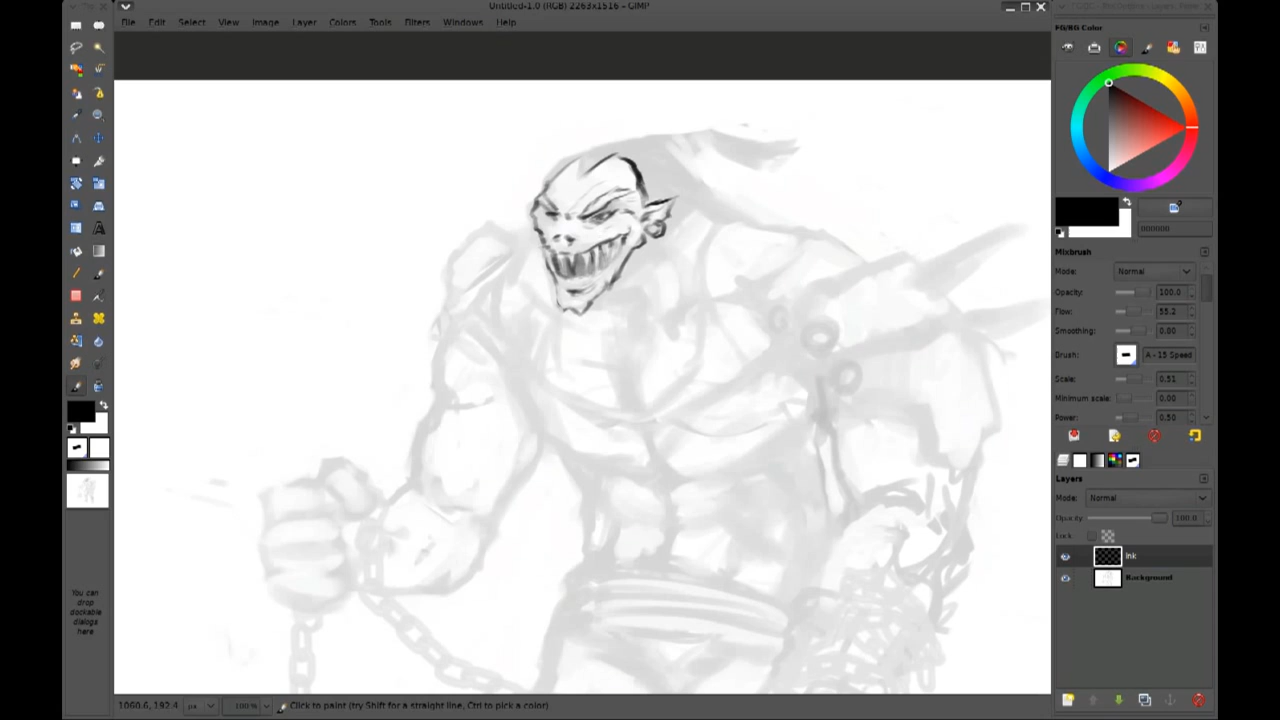 Untitled-1.0 (RGB) 2263x1516 – GIMP
File Edit Select View Image Layer Colors Tools Filters Windows Help
FG/BG Color
000000
Mixbrush
Mode: Normal
Opacity: 100.0
Flow: 55.2
Smoothing: 0.00
Brush: A - 15 Speed
Scale: 0.51
Minimum scale: 0.00
Power: 0.50
Layers
Mode: Normal
Opacity 100.0
Lock:
Ink
Background
You can
drop
dockable
dialogs
here
1060.6, 192.4 px 100% Click to paint (try Shift for a straight line, Ctrl to pick a color)